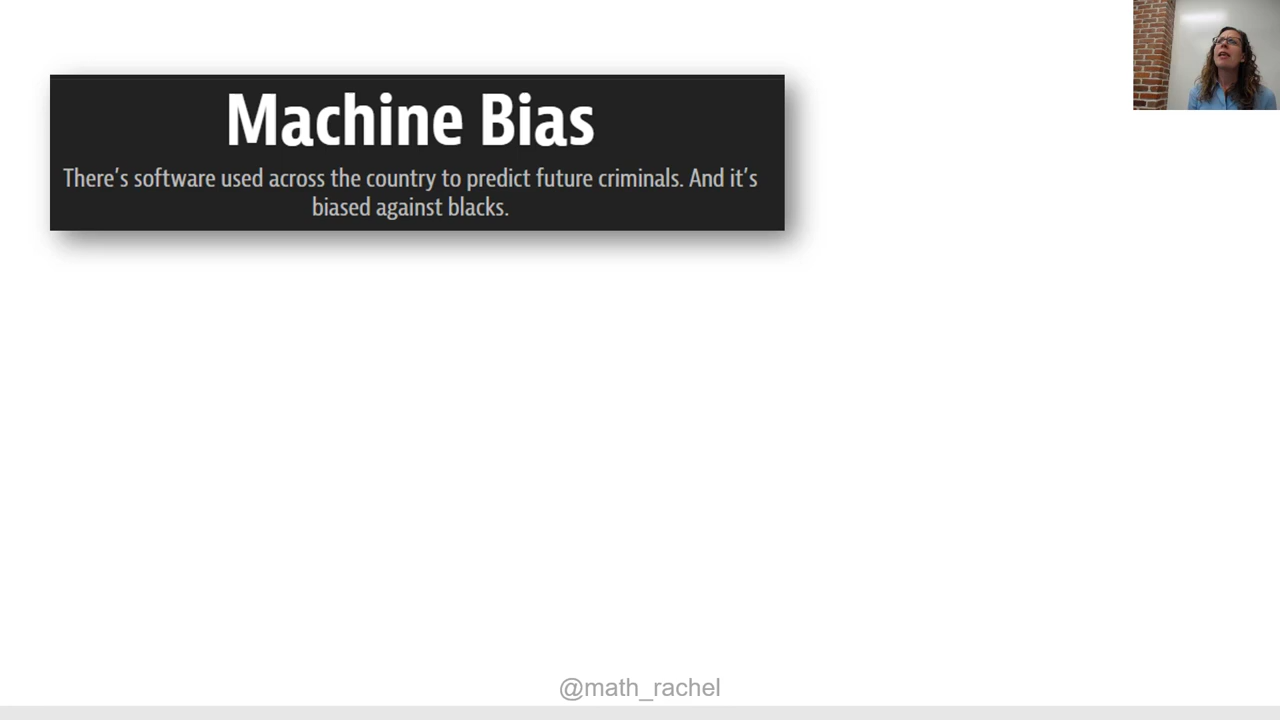 Machine Bias
There's software used across the country to predict future criminals. And it's
biased against blacks.
@math_rachel